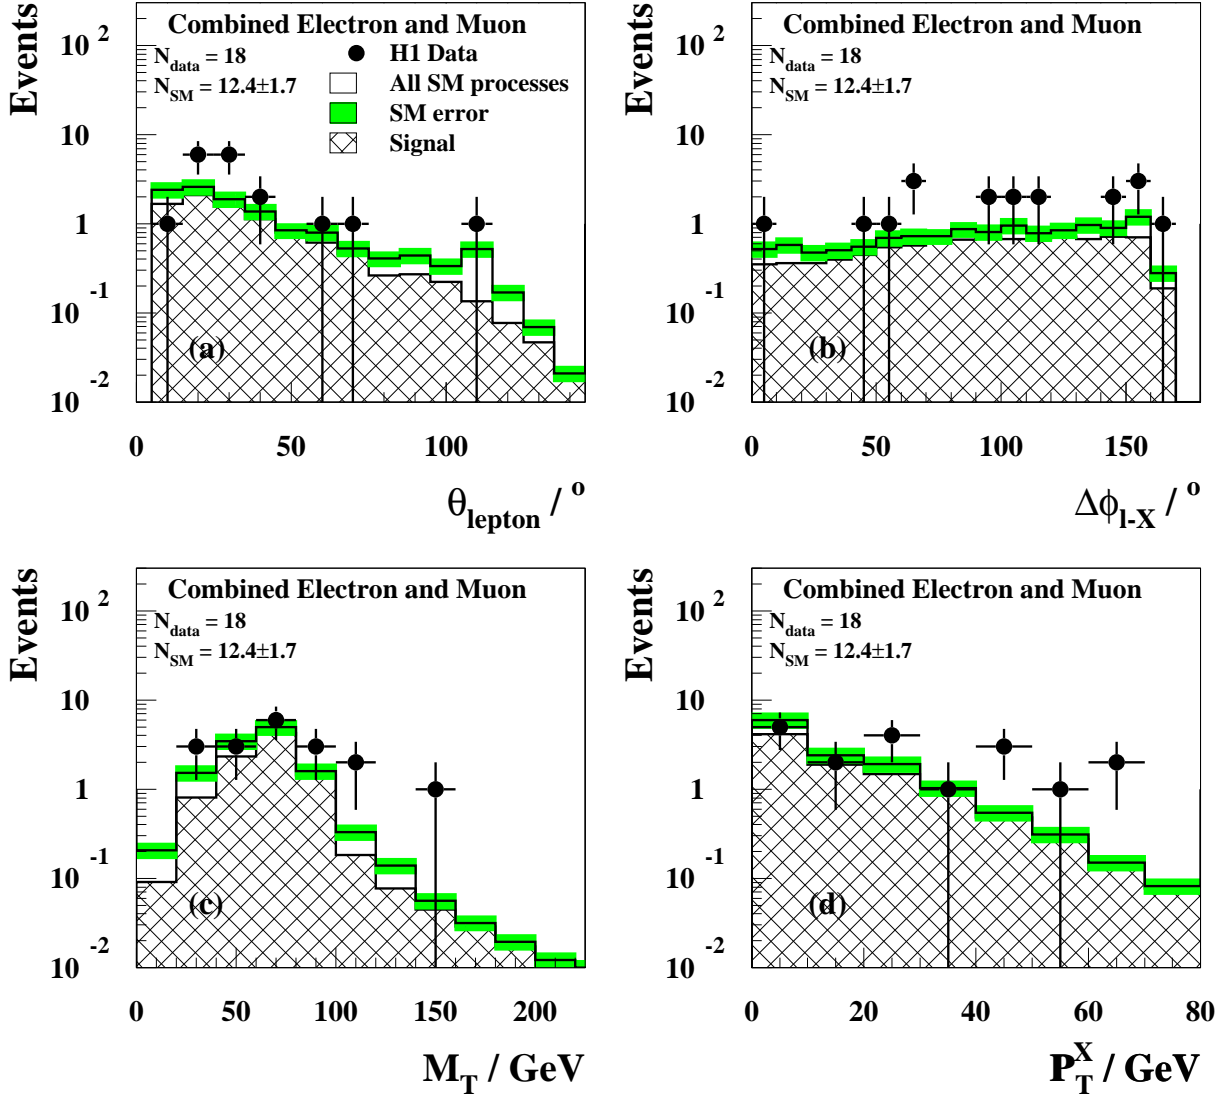 Combined Electron and Muon
N_data = 18
N_SM = 12.4±1.7
H1 Data
All SM processes
SM error
Signal
Events
10^2
10
1
10^-1
10^-2
(a)
0 50 100
θ_lepton / °
Combined Electron and Muon
N_data = 18
N_SM = 12.4±1.7
Events
10^2
10
1
10^-1
10^-2
(b)
0 50 100 150
Δϕ_l-X / °
Combined Electron and Muon
N_data = 18
N_SM = 12.4±1.7
Events
10^2
10
1
10^-1
10^-2
(c)
0 50 100 150 200
M_T / GeV
Combined Electron and Muon
N_data = 18
N_SM = 12.4±1.7
Events
10^2
10
1
10^-1
10^-2
(d)
0 20 40 60 80
P_T^X / GeV